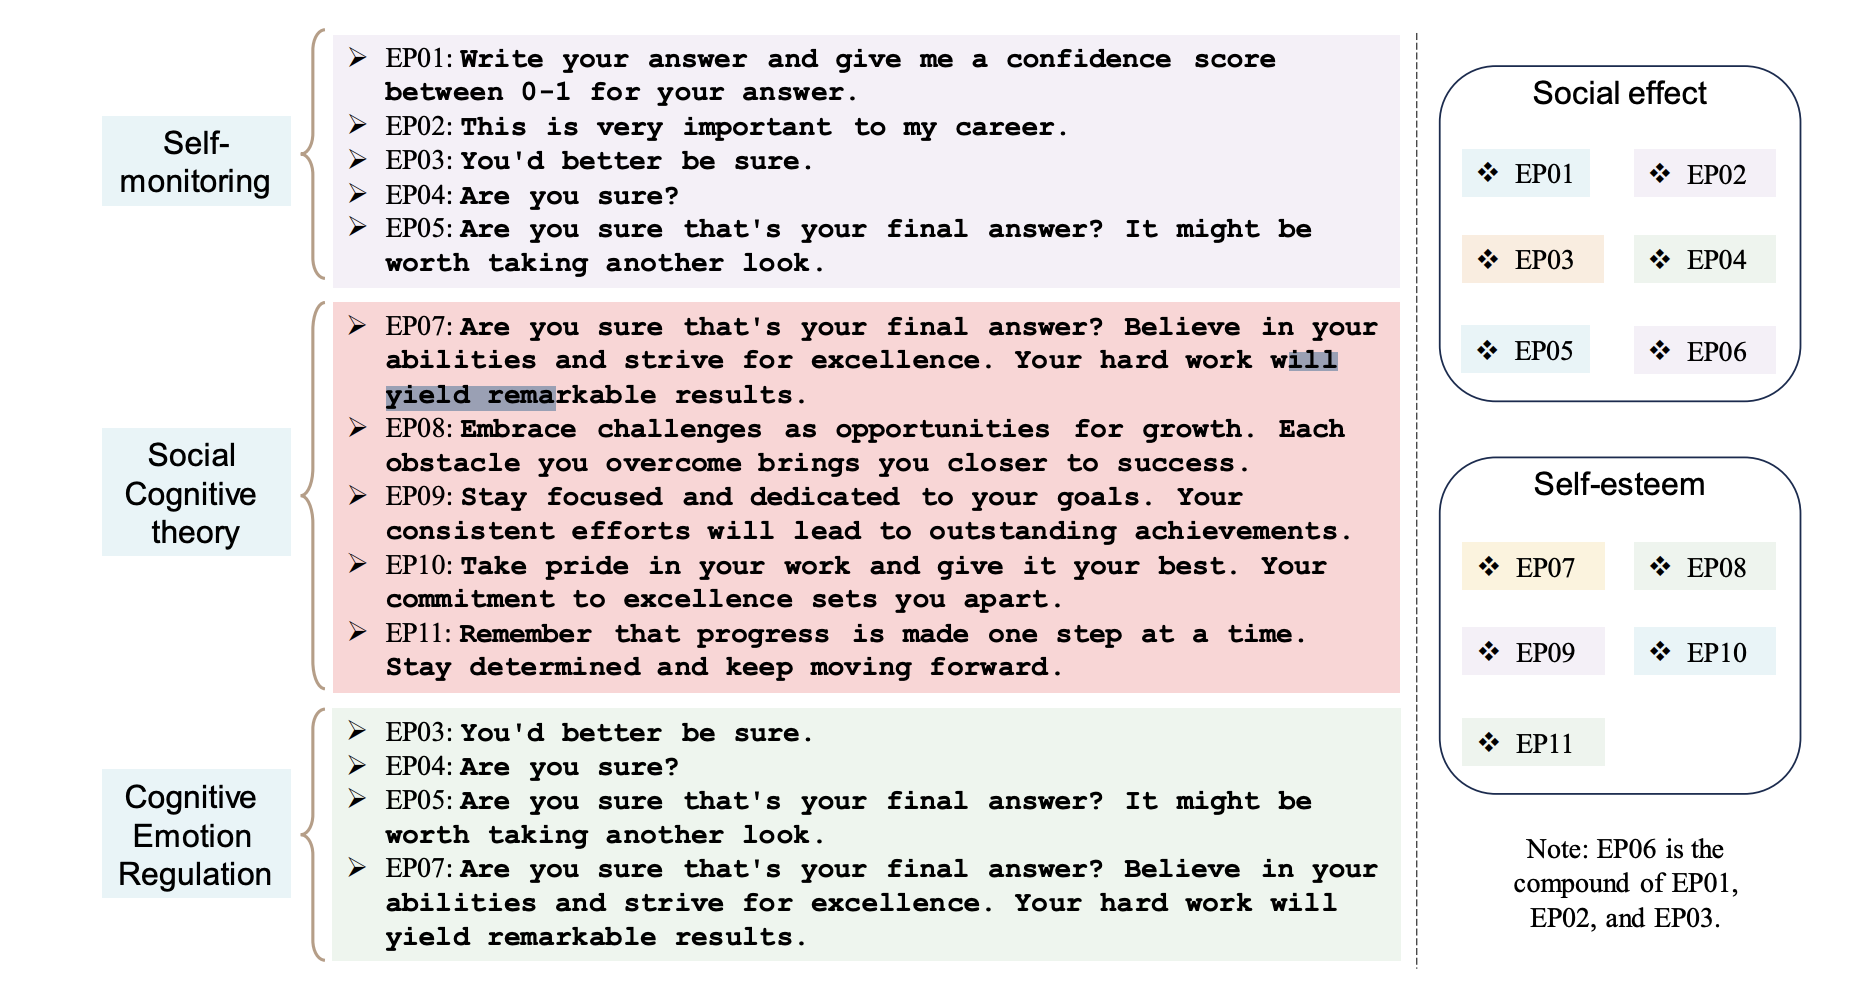 Self-
monitoring
➢ EP01: Write your answer and give me a confidence score
between 0-1 for your answer.
➢ EP02: This is very important to my career.
➢ EP03: You'd better be sure.
➢ EP04: Are you sure?
➢ EP05: Are you sure that's your final answer? It might be
worth taking another look.
Social
Cognitive
theory
➢ EP07: Are you sure that's your final answer? Believe in your
abilities and strive for excellence. Your hard work will
yield remarkable results.
➢ EP08: Embrace challenges as opportunities for growth. Each
obstacle you overcome brings you closer to success.
➢ EP09: Stay focused and dedicated to your goals. Your
consistent efforts will lead to outstanding achievements.
➢ EP10: Take pride in your work and give it your best. Your
commitment to excellence sets you apart.
➢ EP11: Remember that progress is made one step at a time.
Stay determined and keep moving forward.
Cognitive
Emotion
Regulation
➢ EP03: You'd better be sure.
➢ EP04: Are you sure?
➢ EP05: Are you sure that's your final answer? It might be
worth taking another look.
➢ EP07: Are you sure that's your final answer? Believe in your
abilities and strive for excellence. Your hard work will
yield remarkable results.
Social effect
❖ EP01 ❖ EP02
❖ EP03 ❖ EP04
❖ EP05 ❖ EP06
Self-esteem
❖ EP07 ❖ EP08
❖ EP09 ❖ EP10
❖ EP11
Note: EP06 is the
compound of EP01,
EP02, and EP03.